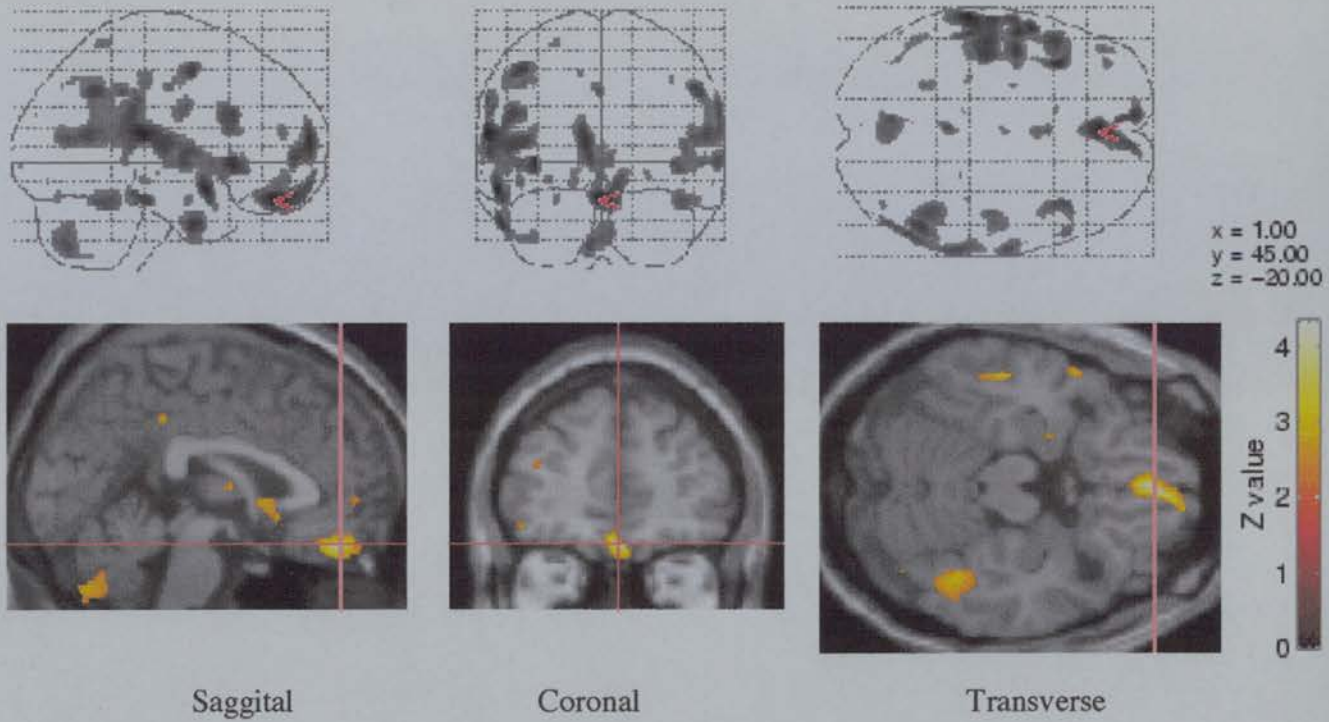 x = 1.00
y = 45.00
z = −20.00
4
3
2
1
0
Z value
Saggital
Coronal
Transverse